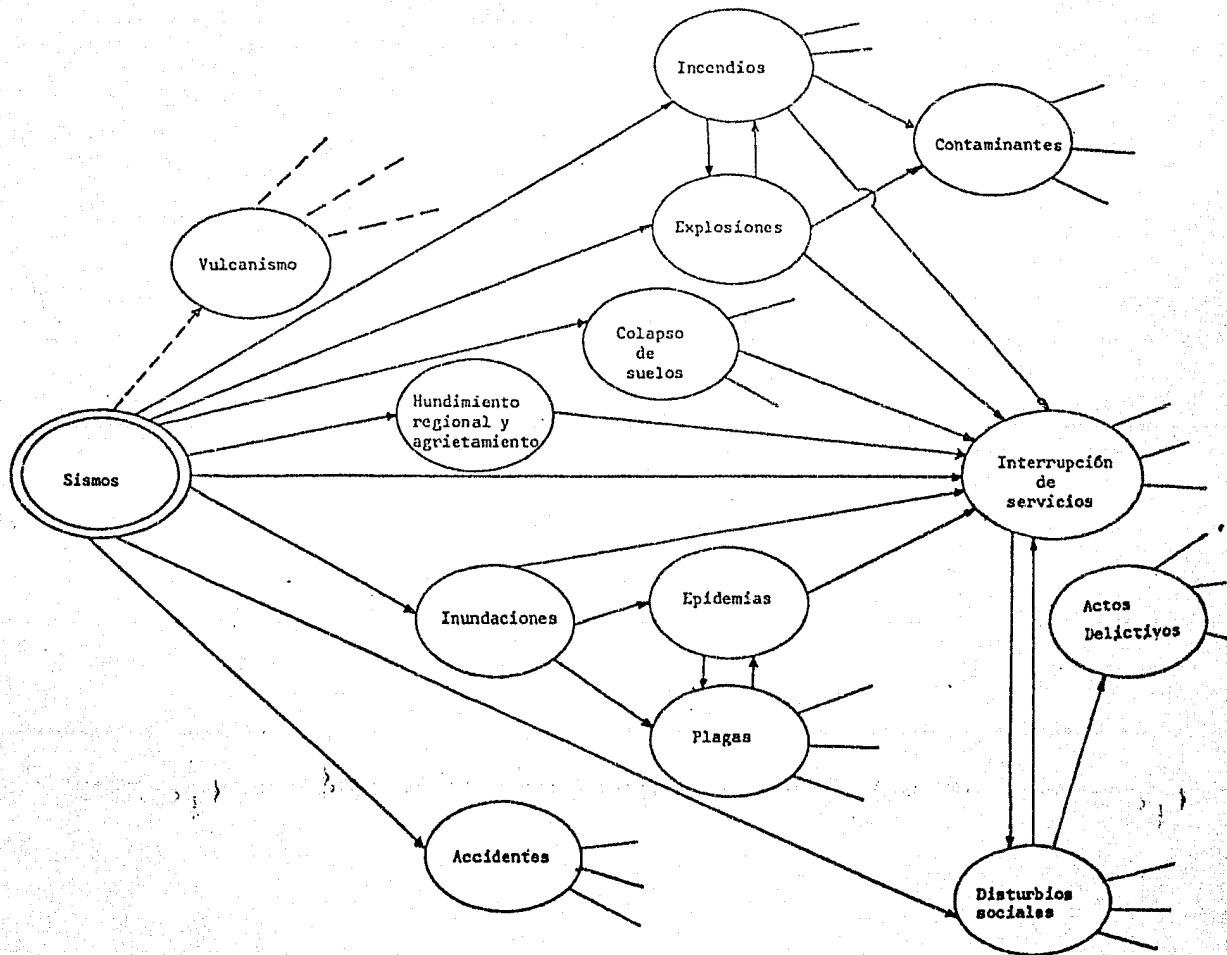 Incendios
Contaminantes
Explosiones
Vulcanismo
Colapso
de
suelos
Hundimiento
regional y
agrietamiento
Sismos
Interrupción
de
servicios
Inundaciones
Epidemias
Actos
Delictivos
Plagas
Accidentes
Disturbios
sociales